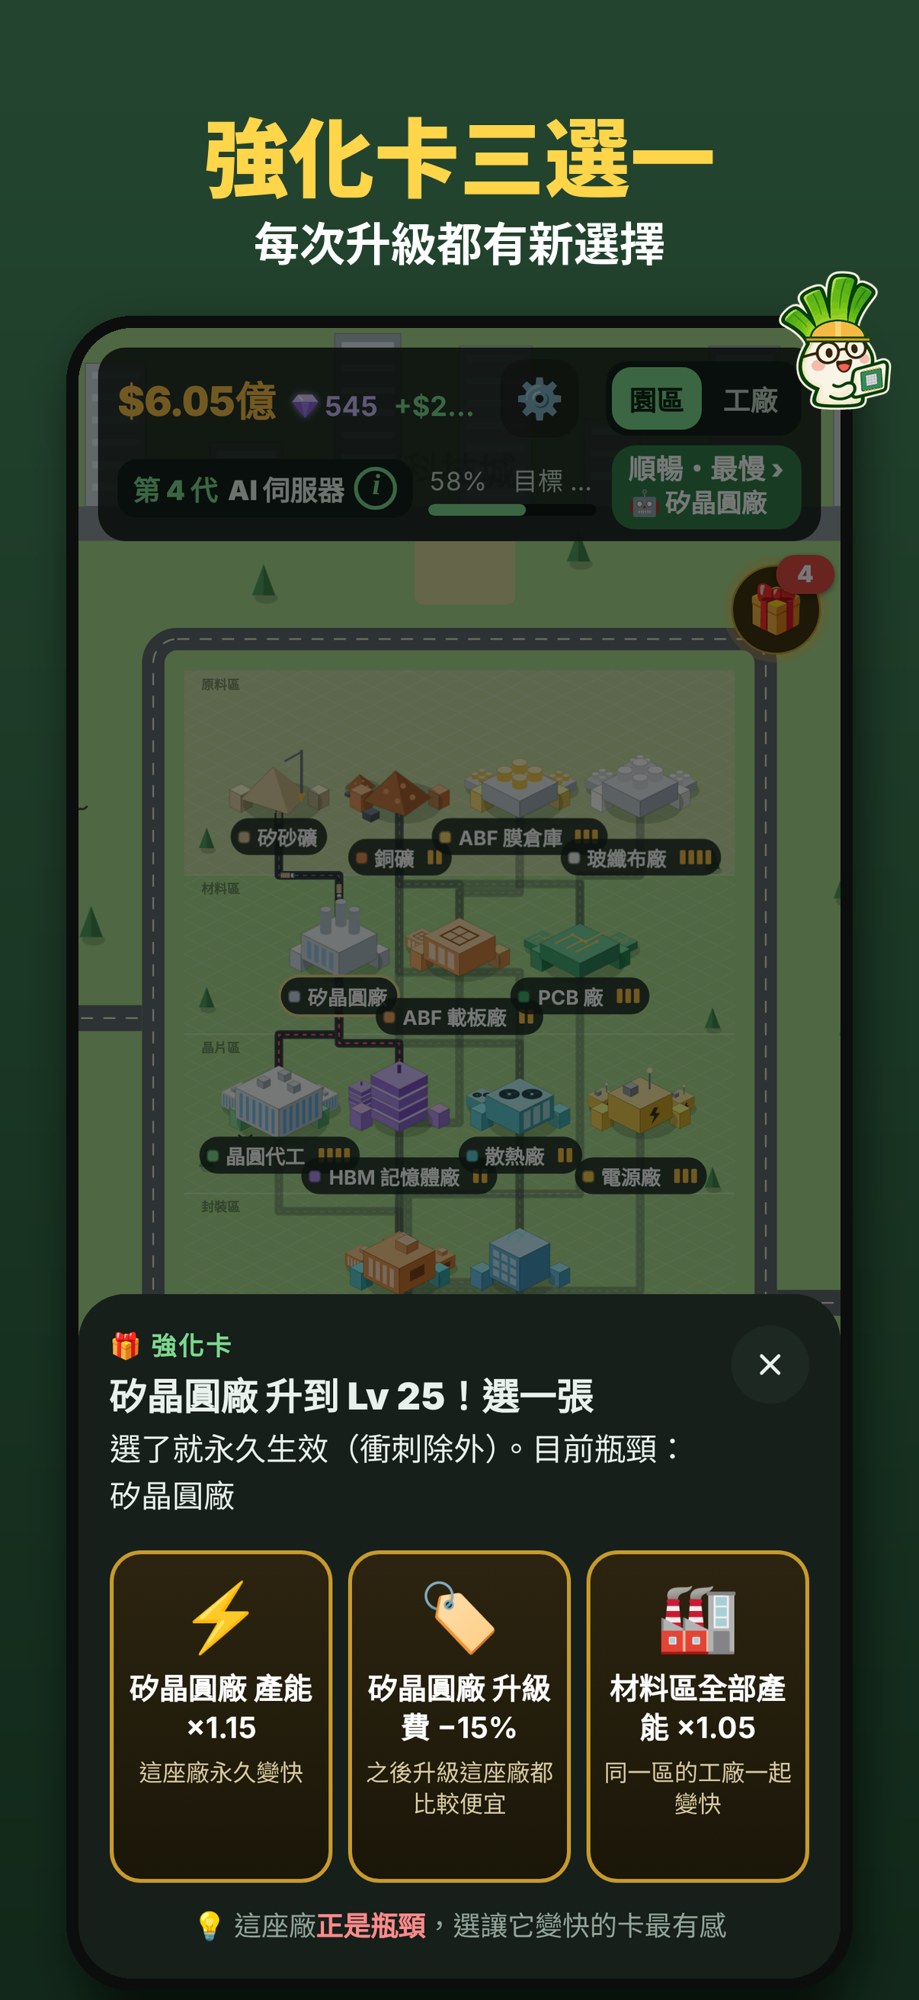 強化卡三選一
每次升級都有新選擇
$6.05億 545 +$2...
園區 工廠
第 4 代 AI 伺服器 i
58% 目標 ...
順暢・最慢 ›
矽晶圓廠
4
原料區
矽砂礦
ABF 膜倉庫
銅礦
玻纖布廠
材料區
矽晶圓廠
PCB 廠
ABF 載板廠
晶片區
晶圓代工
散熱廠
HBM 記憶體廠
電源廠
封裝區
強化卡
矽晶圓廠 升到 Lv 25！選一張
選了就永久生效（衝刺除外）。目前瓶頸：
矽晶圓廠
矽晶圓廠 產能
×1.15
這座廠永久變快
矽晶圓廠 升級
費 −15%
之後升級這座廠都
比較便宜
材料區全部產
能 ×1.05
同一區的工廠一起
變快
這座廠正是瓶頸，選讓它變快的卡最有感